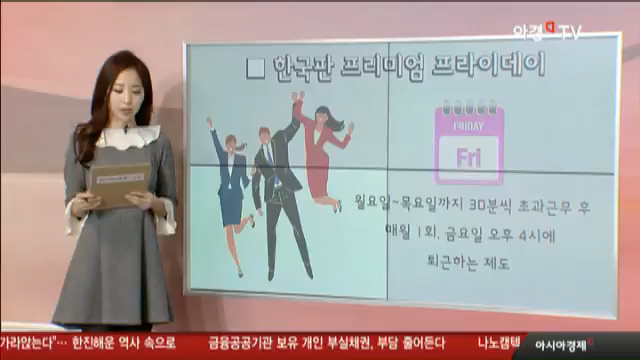 아경 TV
□ 한국판 프리미엄 프라이데이
FRIDAY
Fri
월요일~목요일까지 30분씩 초과근무 후
매월 1회, 금요일 오후 4시에
퇴근하는 제도
가라앉는다"… 한진해운 역사 속으로 금융공공기관 보유 개인 부실채권, 부담 줄어든다 나노캠텍
아시아경제